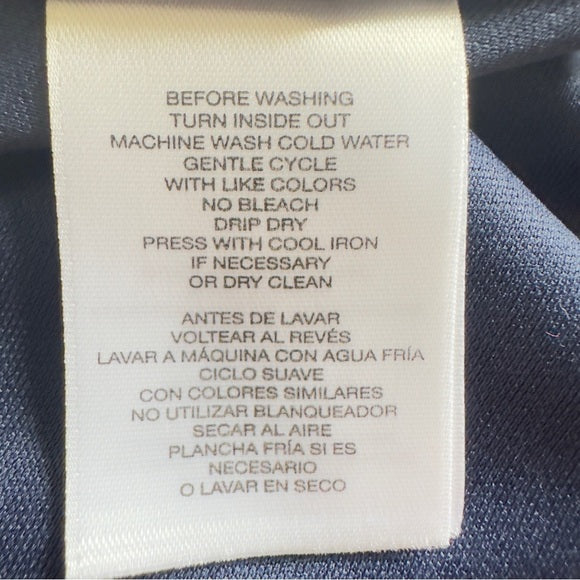 BEFORE WASHING
TURN INSIDE OUT
MACHINE WASH COLD WATER
GENTLE CYCLE
WITH LIKE COLORS
NO BLEACH
DRIP DRY
PRESS WITH COOL IRON
IF NECESSARY
OR DRY CLEAN
ANTES DE LAVAR
VOLTEAR AL REVÉS
LAVAR A MÁQUINA CON AGUA FRÍA
CICLO SUAVE
CON COLORES SIMILARES
NO UTILIZAR BLANQUEADOR
SECAR AL AIRE
PLANCHA FRÍA SI ES
NECESARIO
O LAVAR EN SECO